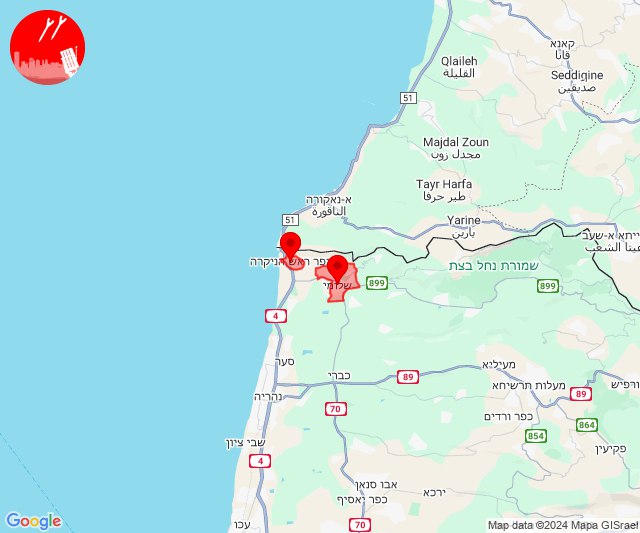 קאנא
قانا
Qlaileh
القليلة
Seddiqine
صديقين
51
Majdal Zoun
مجدل زون
Tayr Harfa
طير حرفا
א-נאקורה
الناقورة
51
Yarine
يارين
ייתא א-שעב
عيتا الشعب
כפר ראש הניקרה
שמורת נחל בצת
שלומי
899
899
4
סער
כברי
89
מעיליא
מעלות תרשיחא
89
חורפיש
נהריה
70
כפר ורדים
864
854
פקיעין
שבי ציון
4
אבו סנאן
ירכא
כפר יאסיף
70
עכו
Google
Map data ©2024 Mapa GISrael